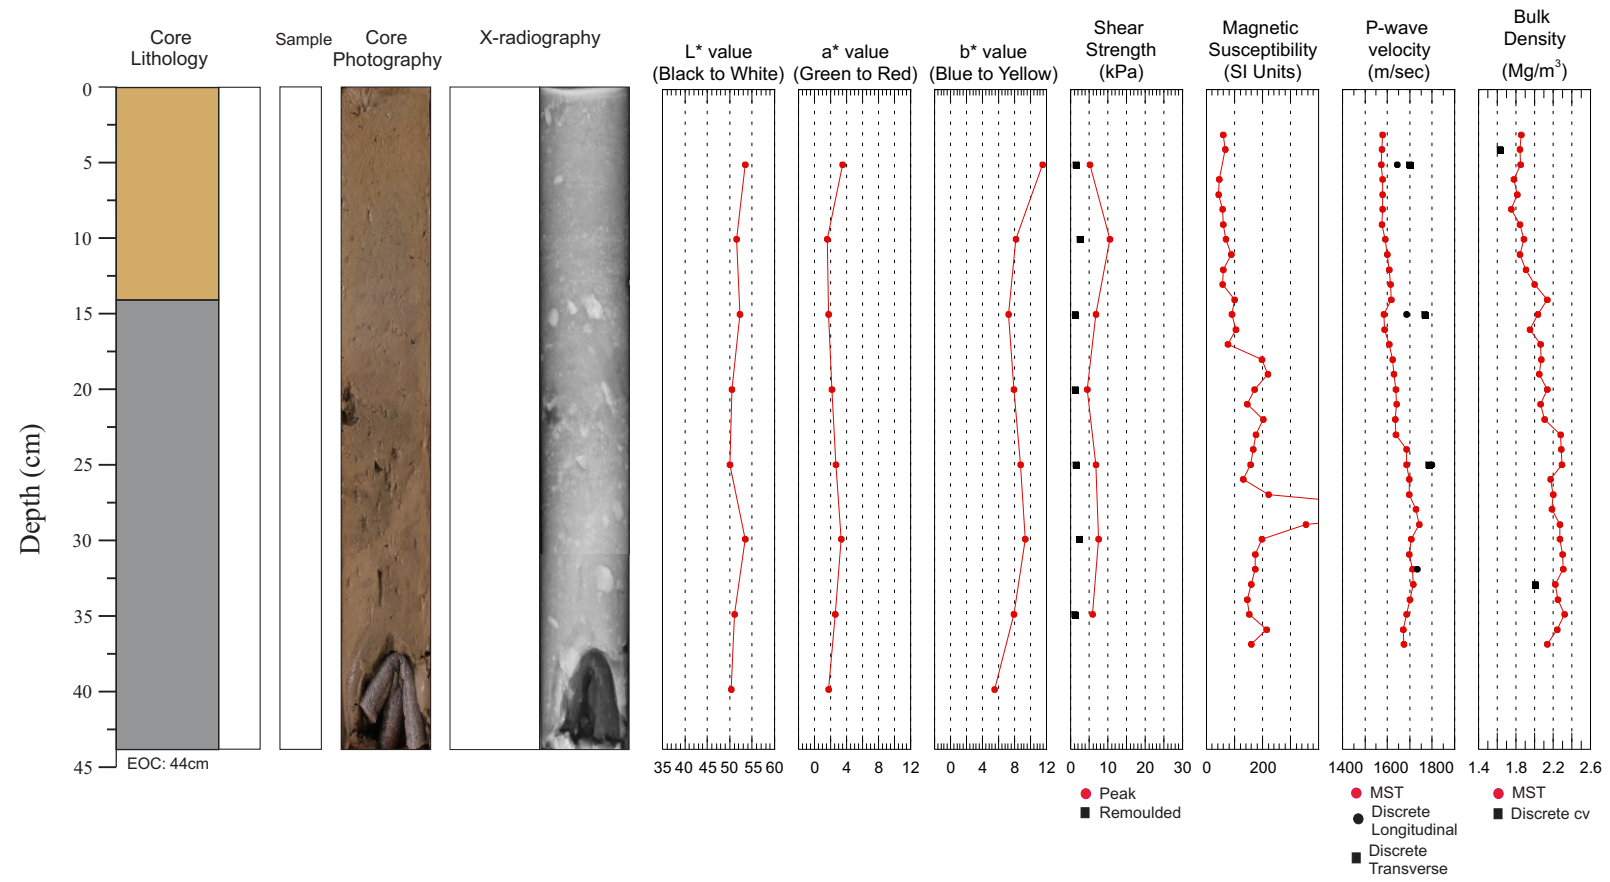 Core
Lithology
Sample
Core
Photography
X-radiography
L* value
(Black to White)
a* value
(Green to Red)
b* value
(Blue to Yellow)
Shear
Strength
(kPa)
Magnetic
Susceptibility
(SI Units)
P-wave
velocity
(m/sec)
Bulk
Density
(Mg/m³)
Depth (cm)
0
5
10
15
20
25
30
35
40
45
EOC: 44cm
35 40 45 50 55 60
0 4 8 12
0 4 8 12
0 10 20 30
0 200
1400 1600 1800
1.4 1.8 2.2 2.6
Peak
Remoulded
MST
Discrete
Longitudinal
Discrete
Transverse
MST
Discrete cv